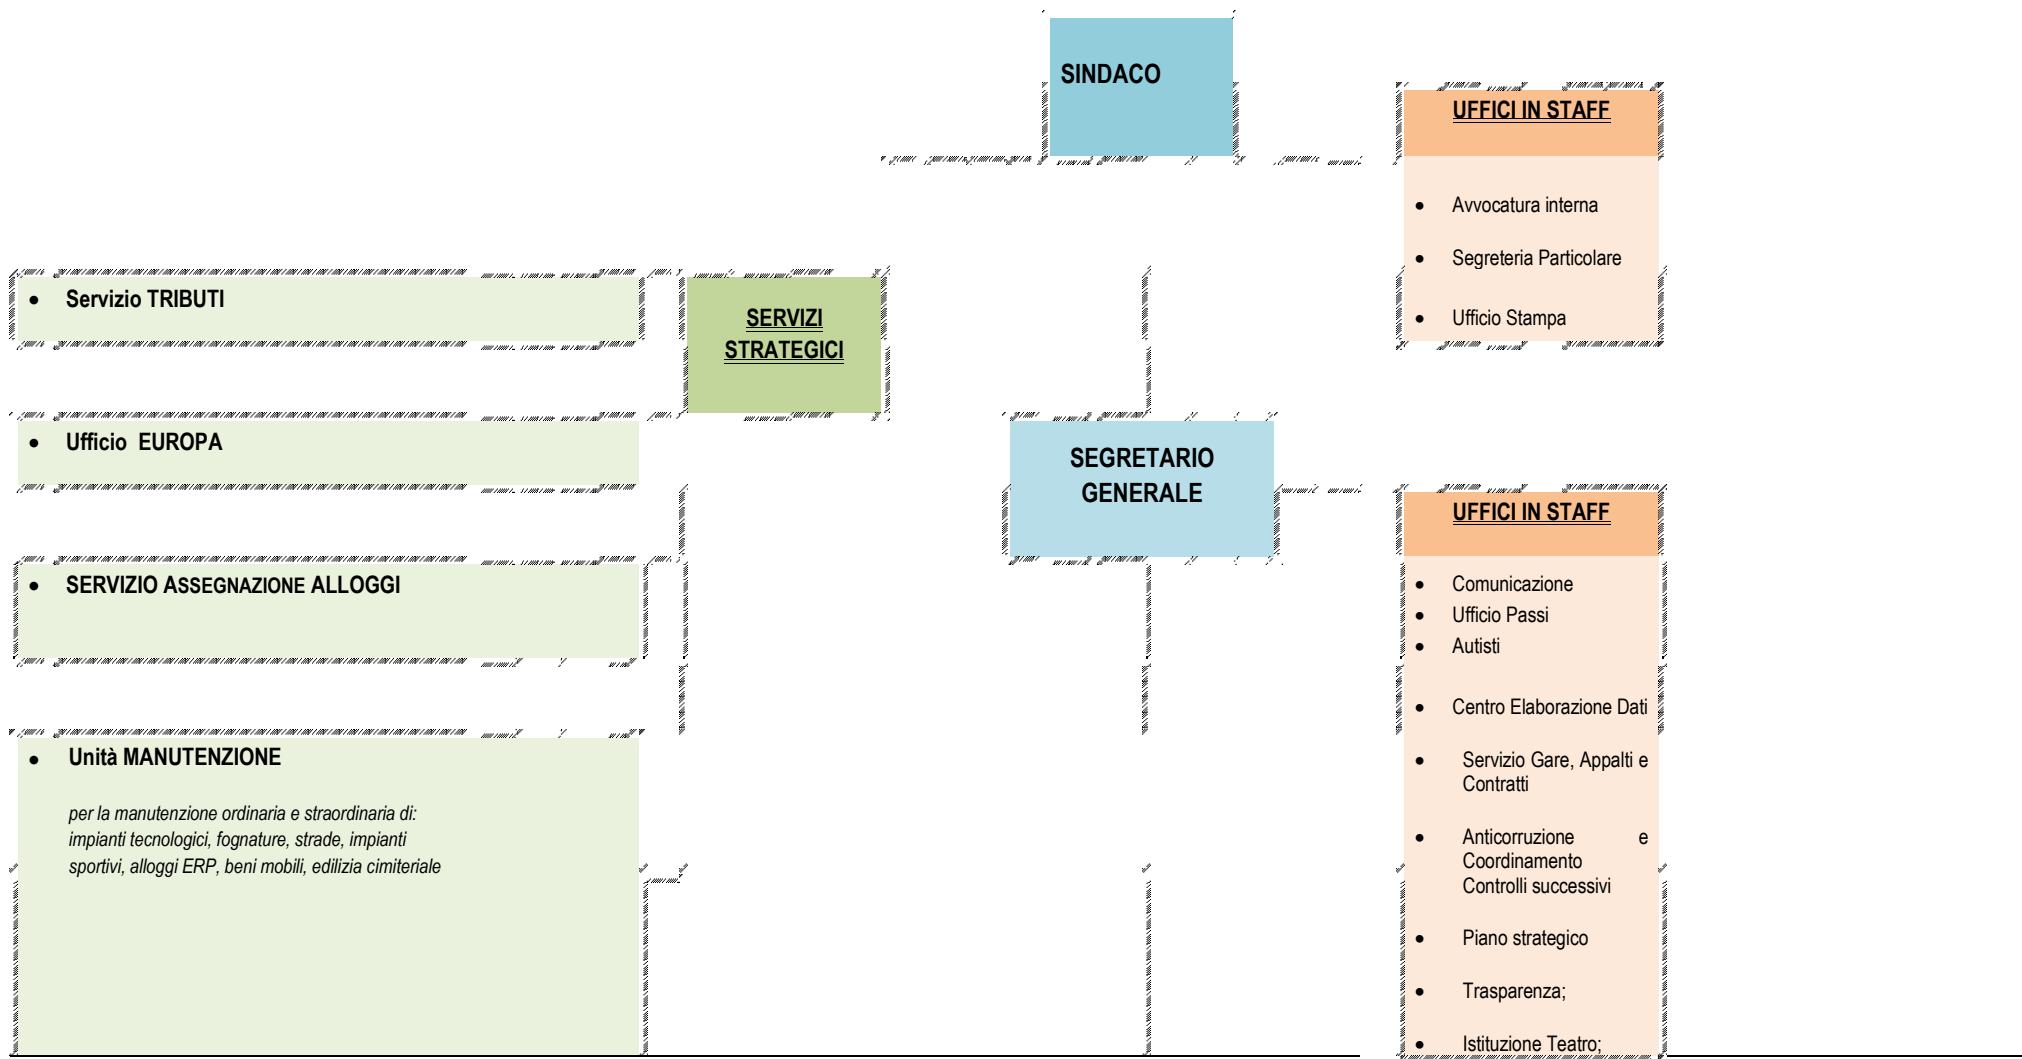 SINDACO
UFFICI IN STAFF
• Avvocatura interna
• Segreteria Particolare
• Ufficio Stampa
• Servizio TRIBUTI
SERVIZI
STRATEGICI
• Ufficio EUROPA
SEGRETARIO
GENERALE
UFFICI IN STAFF
• SERVIZIO ASSEGNAZIONE ALLOGGI
• Comunicazione
• Ufficio Passi
• Autisti
• Centro Elaborazione Dati
• Servizio Gare, Appalti e
Contratti
• Anticorruzione e
Coordinamento
Controlli successivi
• Piano strategico
• Trasparenza;
• Istituzione Teatro;
• Unità MANUTENZIONE
per la manutenzione ordinaria e straordinaria di:
impianti tecnologici, fognature, strade, impianti
sportivi, alloggi ERP, beni mobili, edilizia cimiteriale